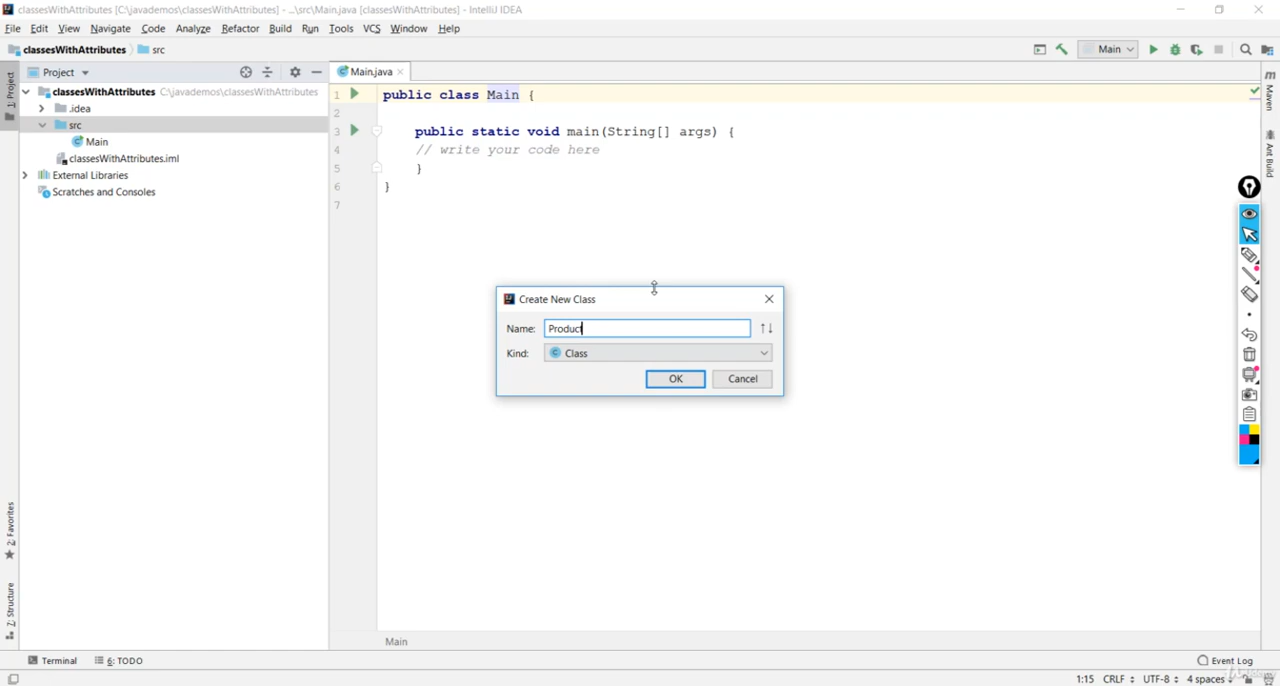 classesWithAttributes [C:\javademos\classesWithAttributes] - ...\src\Main.java [classesWithAttributes] - IntelliJ IDEA
File Edit View Navigate Code Analyze Refactor Build Run Tools VCS Window Help
classesWithAttributes src
Main
Project
Main.java
1: Project
classesWithAttributes C:\javademos\classesWithAttributes
.idea
src
Main
classesWithAttributes.iml
External Libraries
Scratches and Consoles
1 public class Main {
2
3 public static void main(String[] args) {
4 // write your code here
5 }
6 }
7
Create New Class
Name: Product
Kind: Class
OK Cancel
m Maven
Ant Build
2: Favorites
Z: Structure
Main
Terminal 6: TODO
Event Log
1:15 CRLF UTF-8 4 spaces